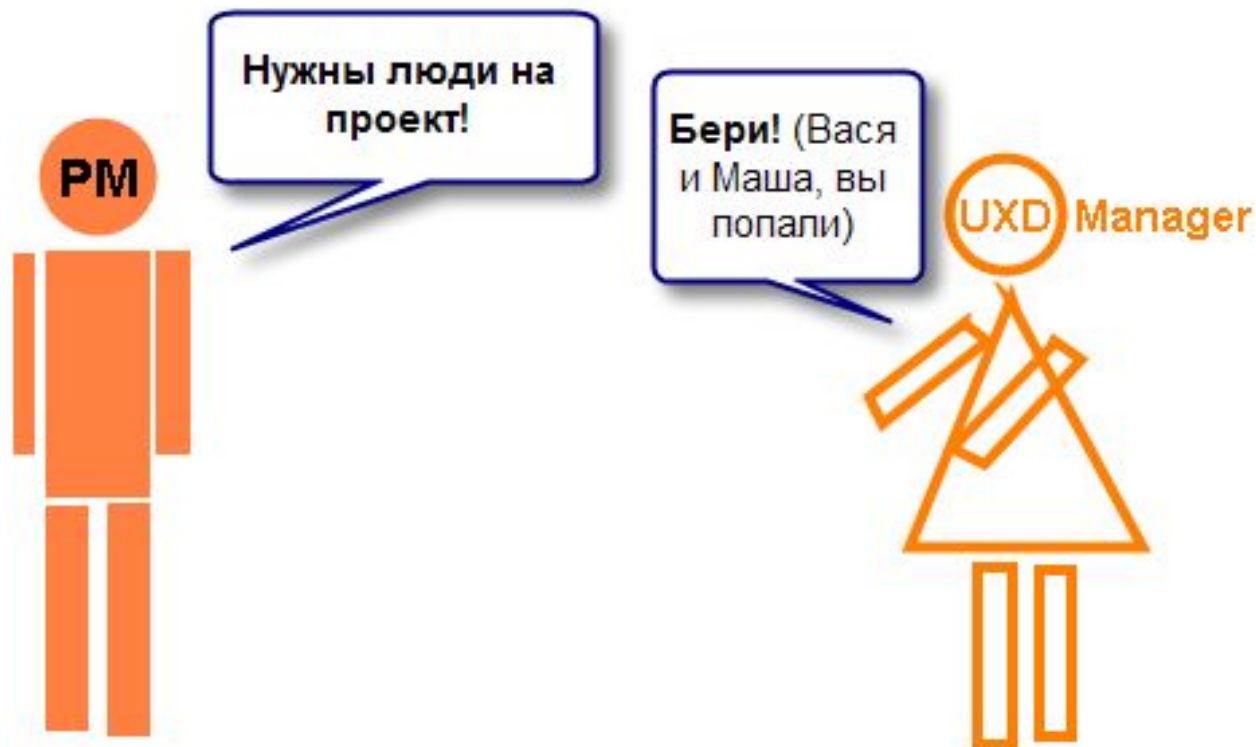 Нужны люди на
проект!
PM
Бери! (Вася
и Маша, вы
попали)
UXD Manager